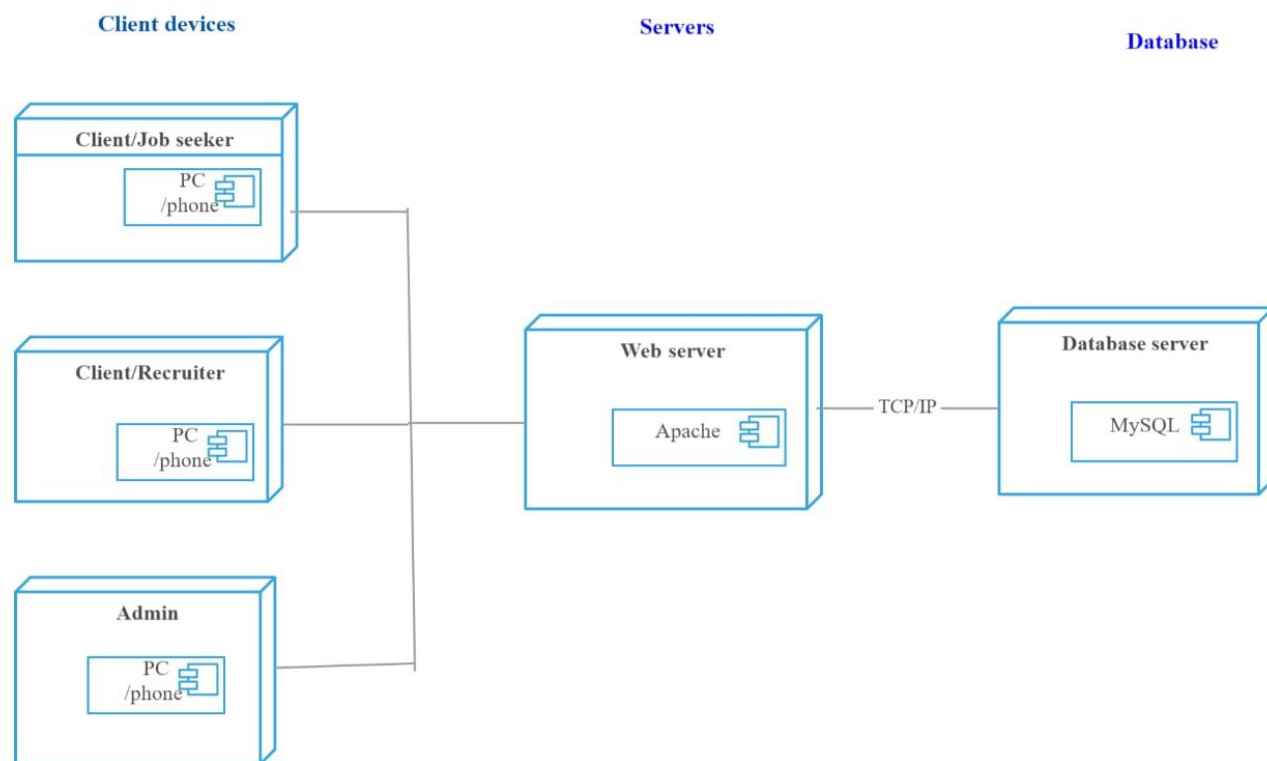 Client devices
Servers
Database
Client/Job seeker
PC
/phone
Client/Recruiter
PC
/phone
Admin
PC
/phone
Web server
Apache
TCP/IP
Database server
MySQL